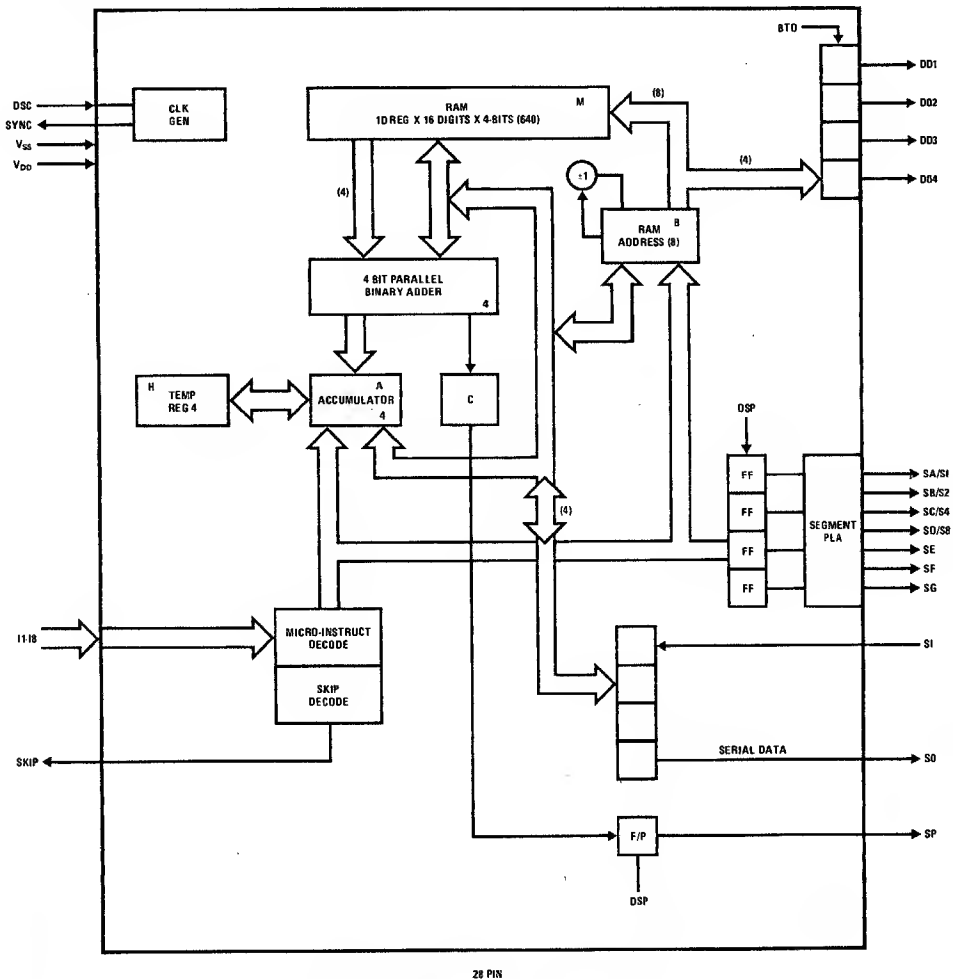 BTD
DD1
DSC
CLK
GEN
RAM
M
1D REG X 16 DIGITS X 4-BITS (640)
(8)
DD2
SYNC
VSS
(4)
DD3
VDD
(4)
±1
DD4
RAM
B
ADDRESS (8)
4 BIT PARALLEL
BINARY ADDER
4
H
TEMP
REG 4
A
ACCUMULATOR
4
C
DSP
FF
SA/S1
SB/S2
FF
SEGMENT
PLA
SC/S4
(4)
SD/S8
FF
SE
SF
FF
SG
I1-I8
MICRO-INSTRUCT
DECODE
SI
SKIP
DECODE
SERIAL DATA
SKIP
SO
F/P
SP
DSP
28 PIN